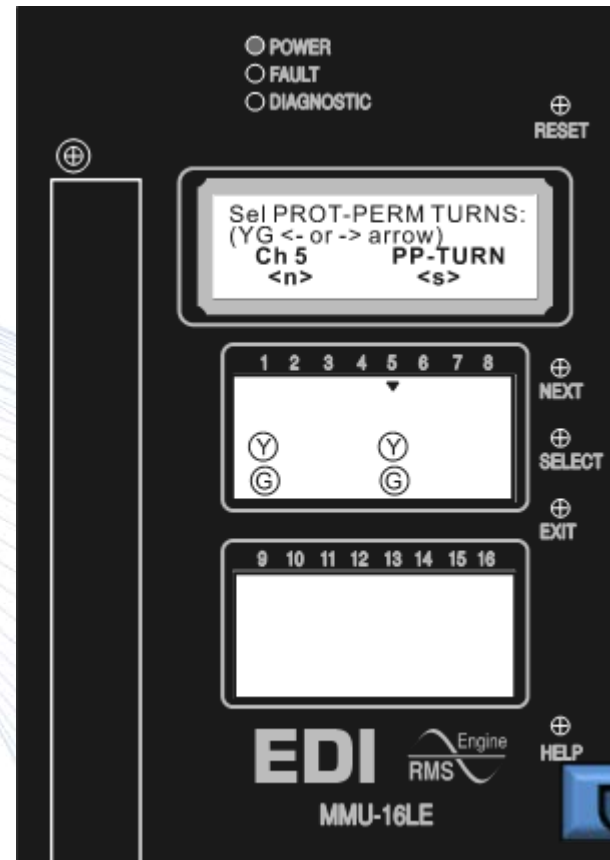 POWER
FAULT
DIAGNOSTIC
RESET
Sel PROT-PERM TURNS:
(YG <- or -> arrow)
Ch 5 PP-TURN
<n> <s>
1 2 3 4 5 6 7 8
NEXT
Y Y
SELECT
G G
EXIT
9 10 11 12 13 14 15 16
EDI
Engine
RMS
HELP
MMU-16LE